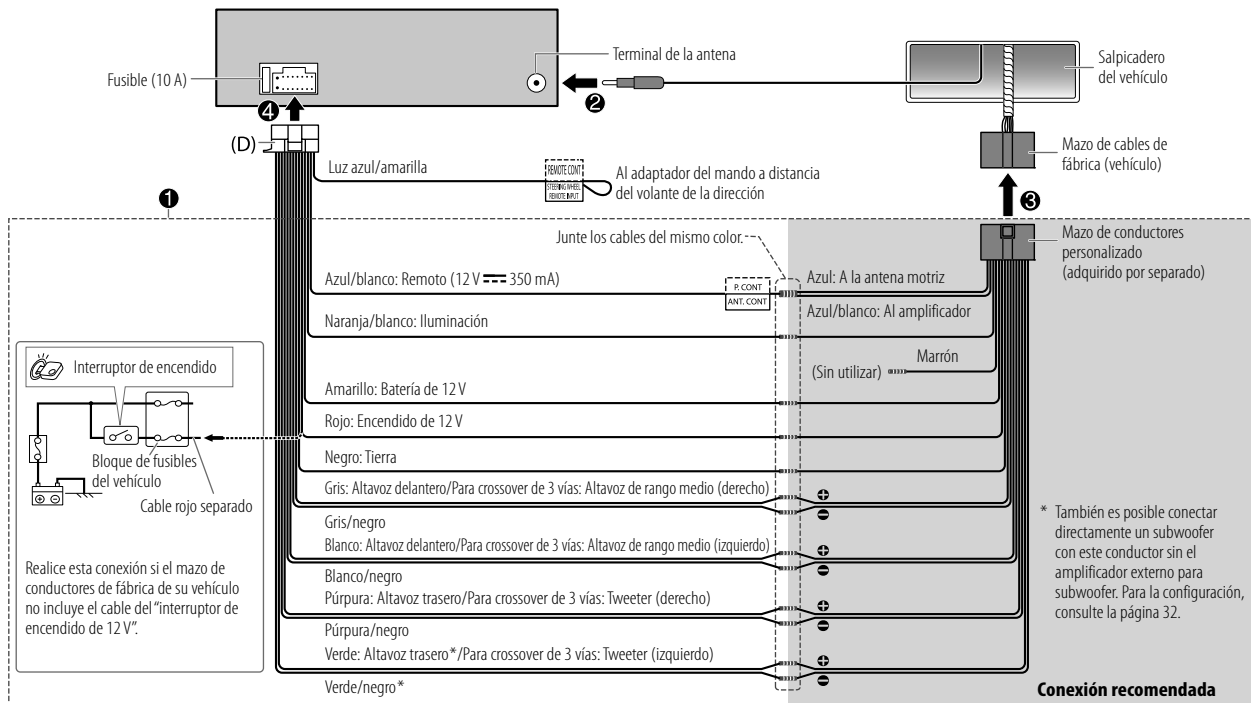 Fusible (10 A)
Terminal de la antena
Salpicadero
del vehículo
❹
❷
(D)
Mazo de cables de
fábrica (vehículo)
Luz azul/amarilla
REMOTE CONT
STEERING WHEEL
REMOTE INPUT
Al adaptador del mando a distancia
del volante de la dirección
❶
❸
Junte los cables del mismo color.
Mazo de conductores
personalizado
(adquirido por separado)
Azul/blanco: Remoto (12 V ⎓ 350 mA)
P. CONT
ANT. CONT
Azul: A la antena motriz
Azul/blanco: Al amplificador
Naranja/blanco: Iluminación
Marrón
(Sin utilizar)
Interruptor de encendido
Amarillo: Batería de 12 V
Rojo: Encendido de 12 V
Bloque de fusibles
del vehículo
Cable rojo separado
Negro: Tierra
Gris: Altavoz delantero/Para crossover de 3 vías: Altavoz de rango medio (derecho)
Gris/negro
Blanco: Altavoz delantero/Para crossover de 3 vías: Altavoz de rango medio (izquierdo)
Blanco/negro
Púrpura: Altavoz trasero/Para crossover de 3 vías: Tweeter (derecho)
Púrpura/negro
Verde: Altavoz trasero*/Para crossover de 3 vías: Tweeter (izquierdo)
Verde/negro*
Realice esta conexión si el mazo de
conductores de fábrica de su vehículo
no incluye el cable del “interruptor de
encendido de 12 V”.
* También es posible conectar
directamente un subwoofer
con este conductor sin el
amplificador externo para
subwoofer. Para la configuración,
consulte la página 32.
Conexión recomendada